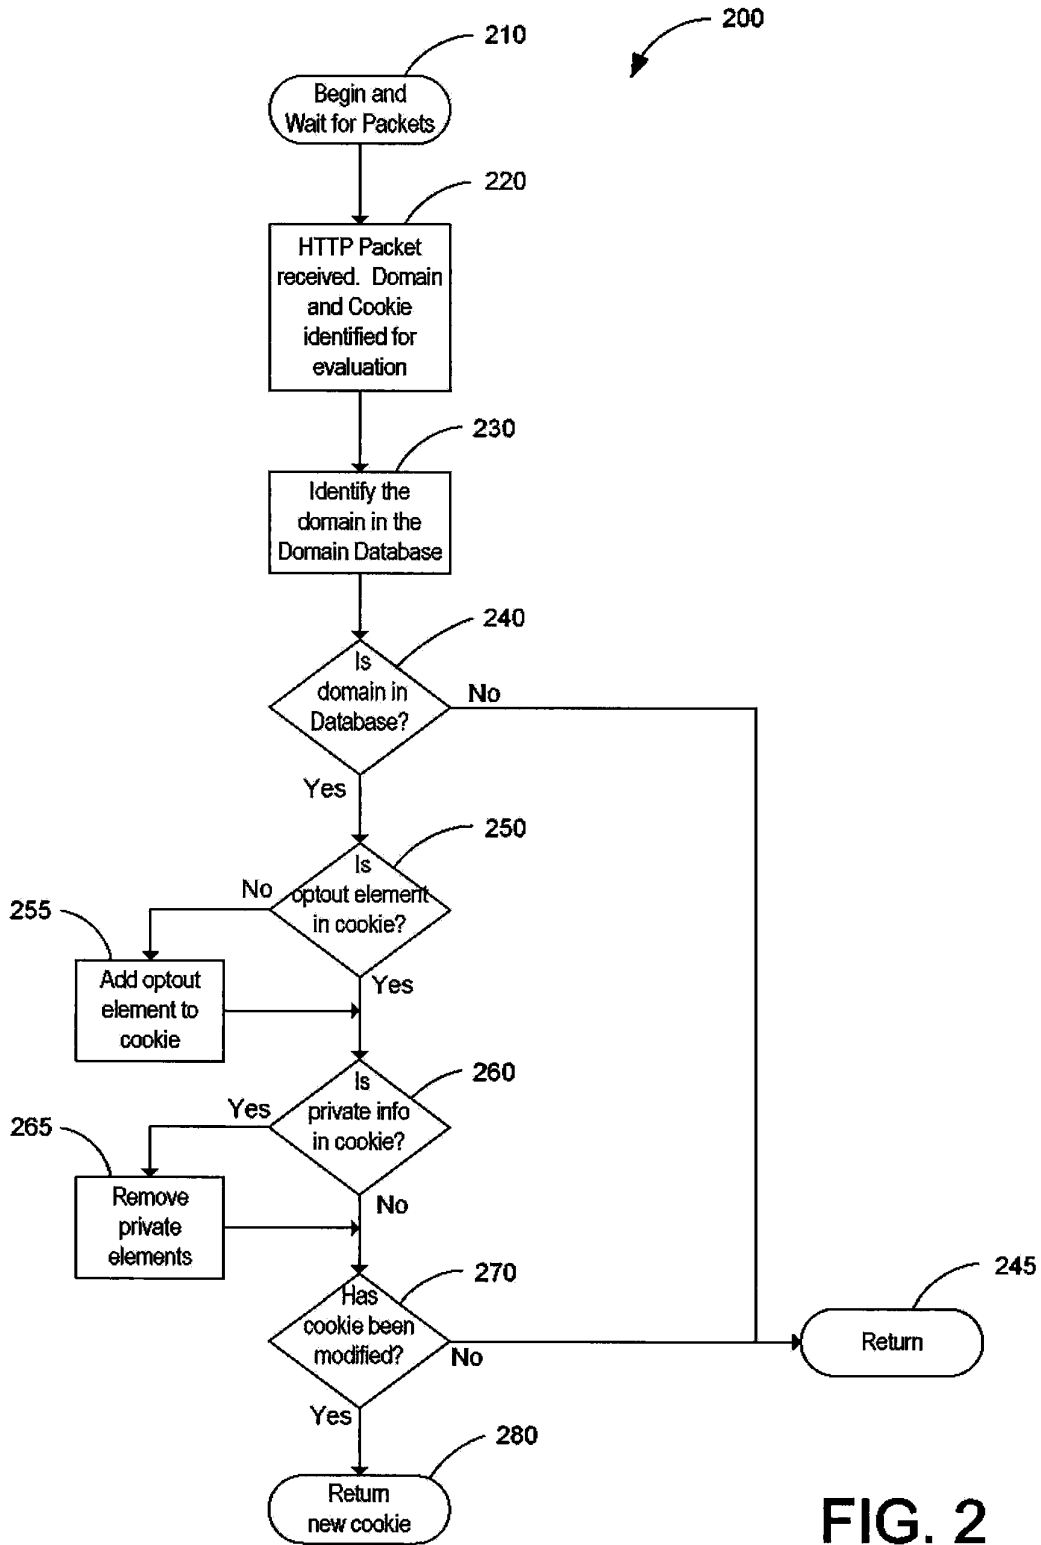 200
210
Begin and
Wait for Packets
220
HTTP Packet
received. Domain
and Cookie
identified for
evaluation
230
Identify the
domain in the
Domain Database
240
Is
domain in
Database?
No
Yes
250
Is
optout element
in cookie?
No
255
Yes
Add optout
element to
cookie
260
Is
private info
in cookie?
Yes
265
No
Remove
private
elements
270
Has
cookie been
modified?
No
245
Return
Yes
280
Return
new cookie
FIG. 2